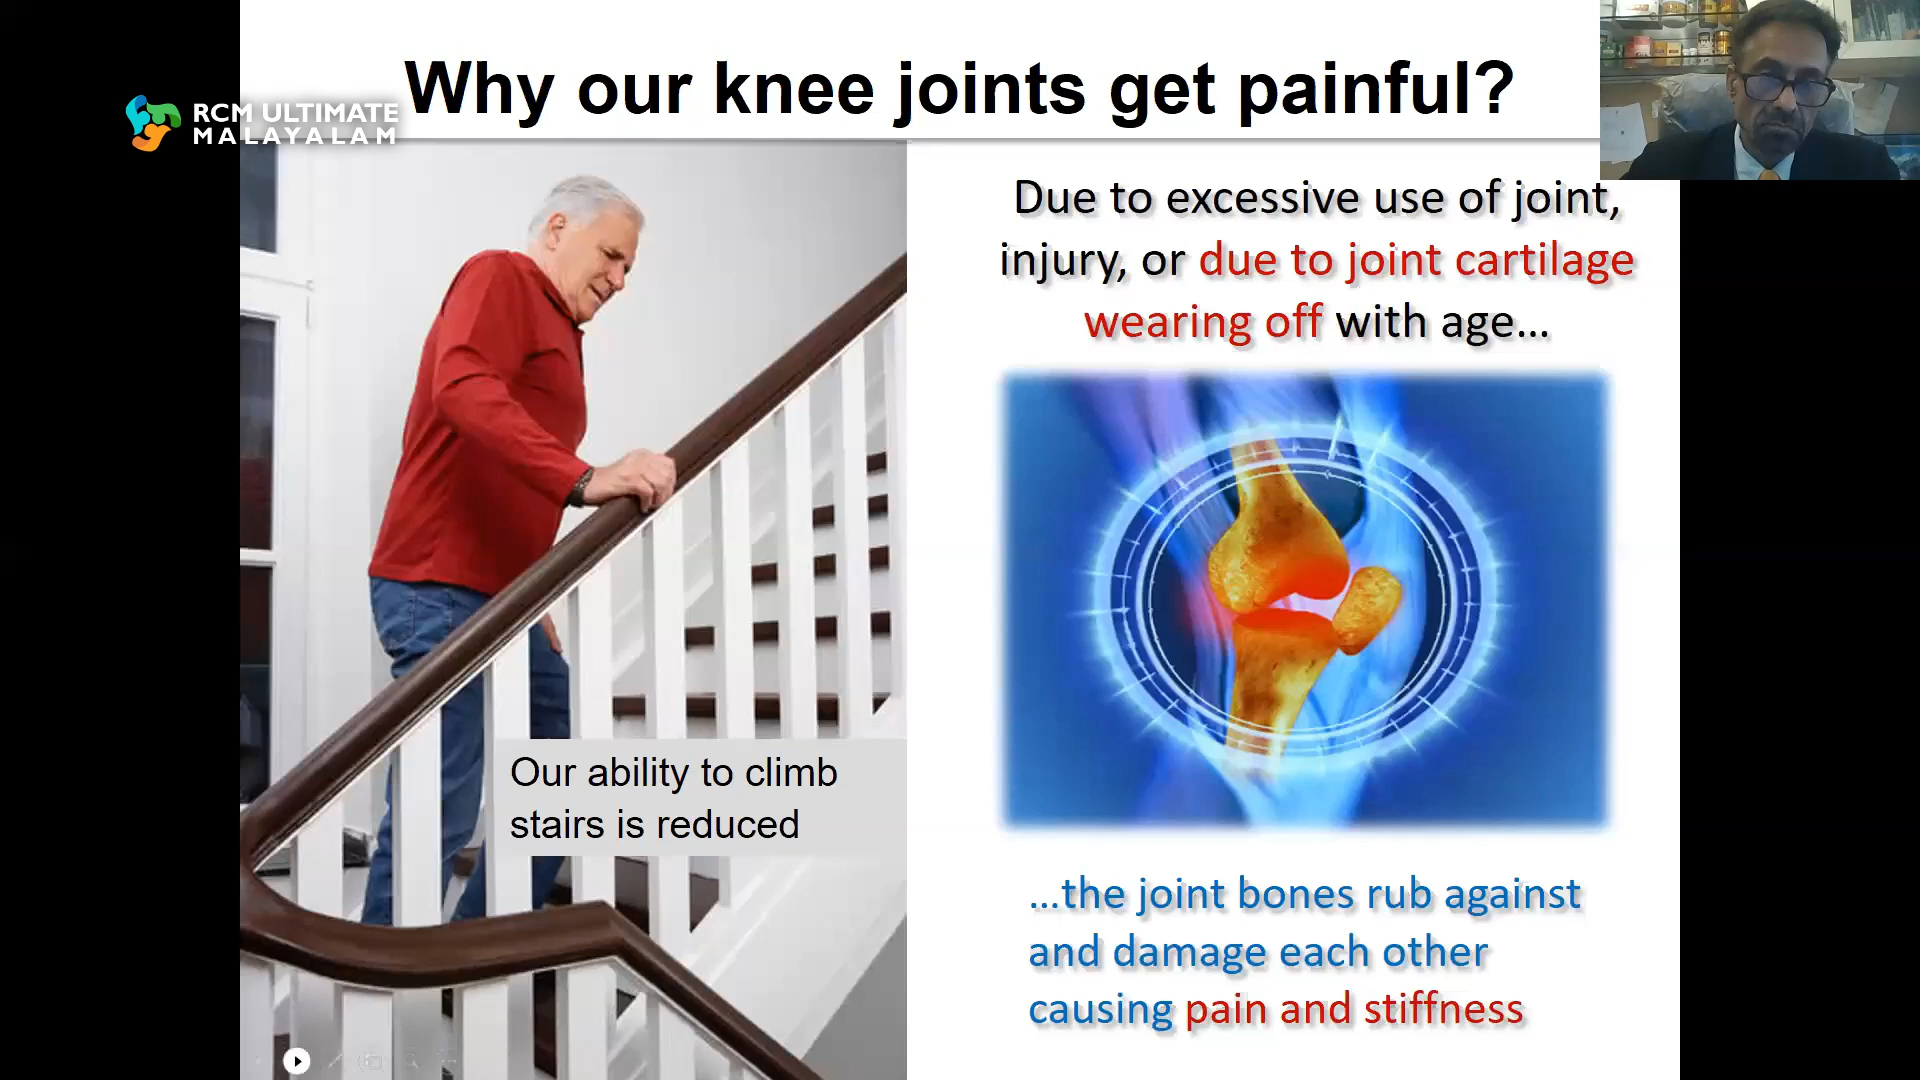 Why our knee joints get painful?
RCM ULTIMATE
MALAYALAM
Due to excessive use of joint,
injury, or due to joint cartilage
wearing off with age...
Our ability to climb
stairs is reduced
...the joint bones rub against
and damage each other
causing pain and stiffness